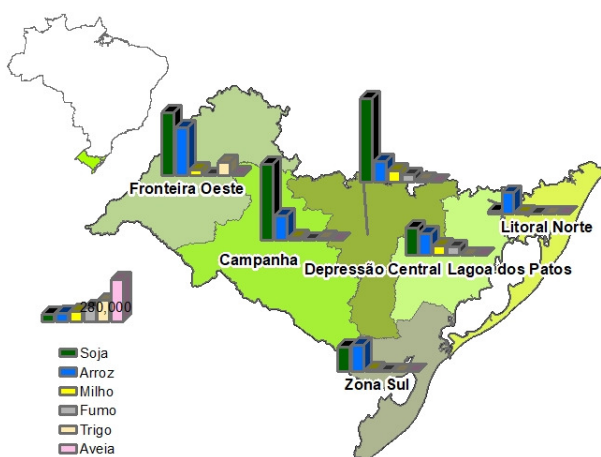 Fronteira Oeste
Litoral Norte
Campanha
Depressão Central
Lagoa dos Patos
280,000
Soja
Arroz
Milho
Fumo
Trigo
Aveia
Zona Sul